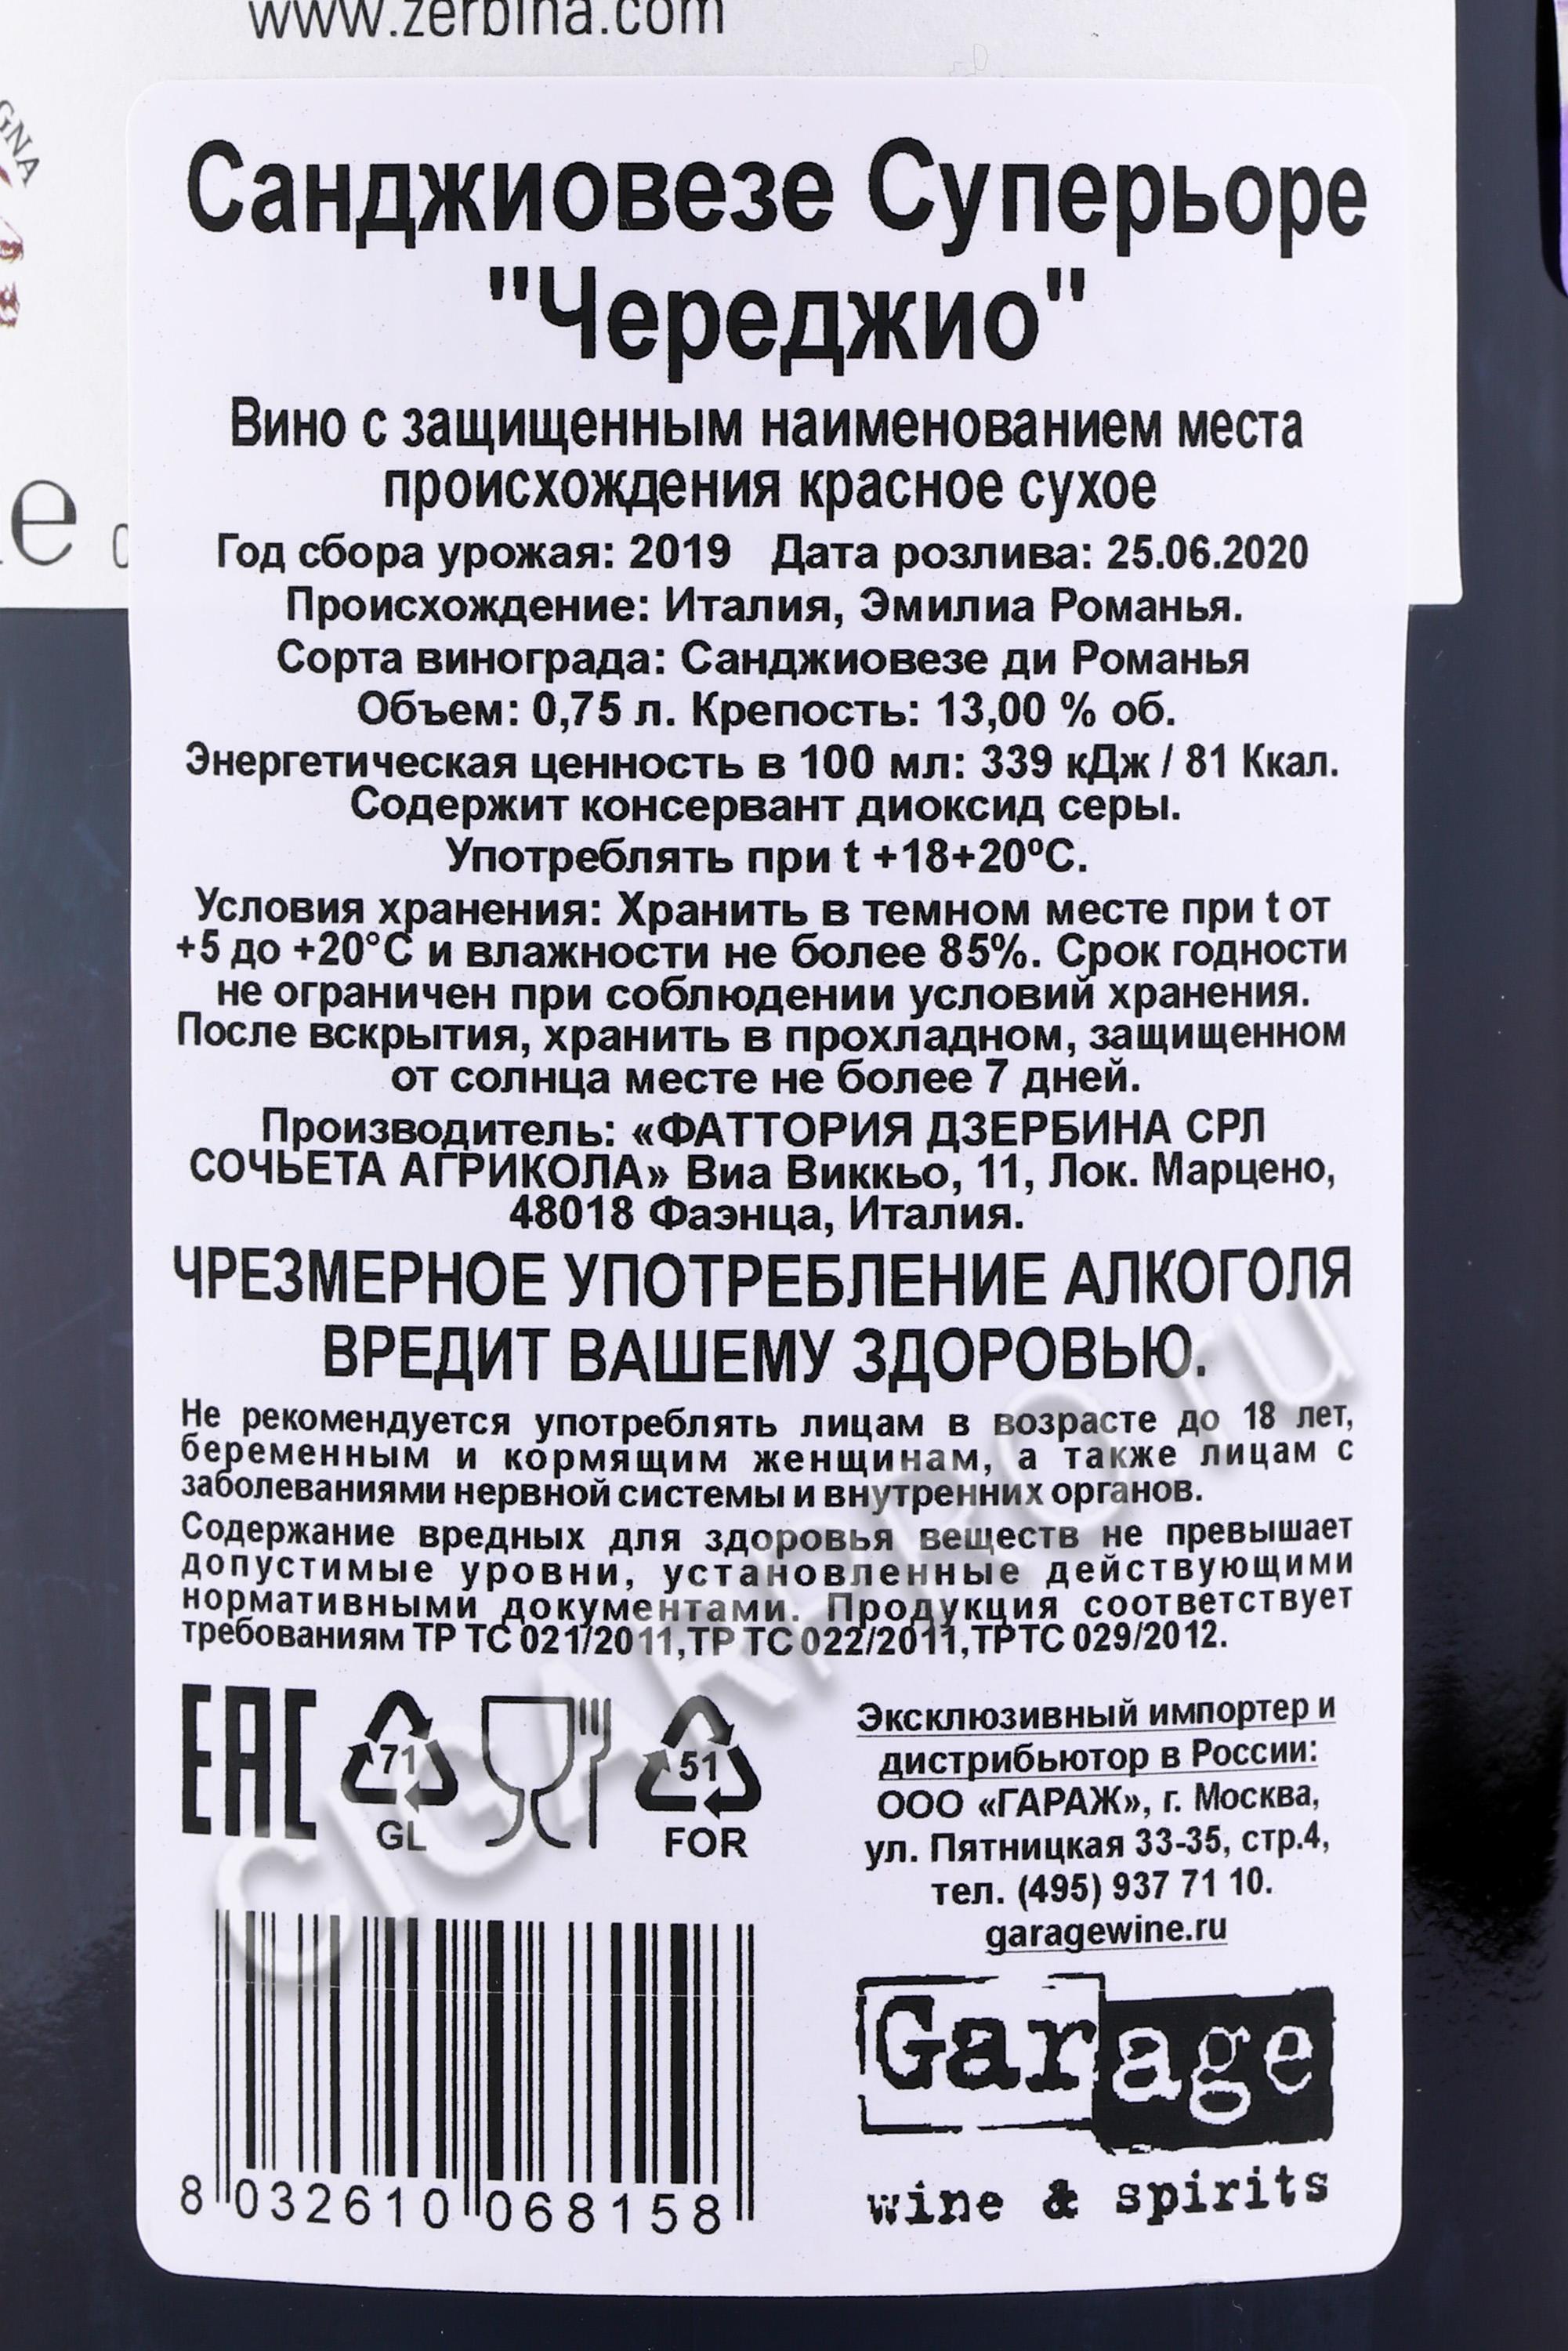 www.zerbina.com
GNA
e
Санджиовезе Суперьоре
"Череджио"
Вино с защищенным наименованием места
происхождения красное сухое
Год сбора урожая: 2019 Дата розлива: 25.06.2020
Происхождение: Италия, Эмилиа Романья.
Сорта винограда: Санджиовезе ди Романья
Объем: 0,75 л. Крепость: 13,00 % об.
Энергетическая ценность в 100 мл: 339 кДж / 81 Ккал.
Содержит консервант диоксид серы.
Употреблять при t +18+20ºС.
Условия хранения: Хранить в темном месте при t от
+5 до +20°С и влажности не более 85%. Срок годности
не ограничен при соблюдении условий хранения.
После вскрытия, хранить в прохладном, защищенном
от солнца месте не более 7 дней.
Производитель: «ФАТТОРИЯ ДЗЕРБИНА СРЛ
СОЧЬЕТА АГРИКОЛА» Виа Виккьо, 11, Лок. Марцено,
48018 Фаэнца, Италия.
ЧРЕЗМЕРНОЕ УПОТРЕБЛЕНИЕ АЛКОГОЛЯ
ВРЕДИТ ВАШЕМУ ЗДОРОВЬЮ.
Не рекомендуется употреблять лицам в возрасте до 18 лет,
беременным и кормящим женщинам, а также лицам с
заболеваниями нервной системы и внутренних органов.
Содержание вредных для здоровья веществ не превышает
допустимые уровни, установленные действующими
нормативными документами. Продукция соответствует
требованиям ТР ТС 021/2011,ТР ТС 022/2011,ТРТС 029/2012.
EAC
71
GL
51
FOR
Эксклюзивный импортер и
дистрибьютор в России:
ООО «ГАРАЖ», г. Москва,
ул. Пятницкая 33-35, стр.4,
тел. (495) 937 71 10.
garagewine.ru
Garage
wine & spirits
8 032610 068158
CIGARPRO.ru